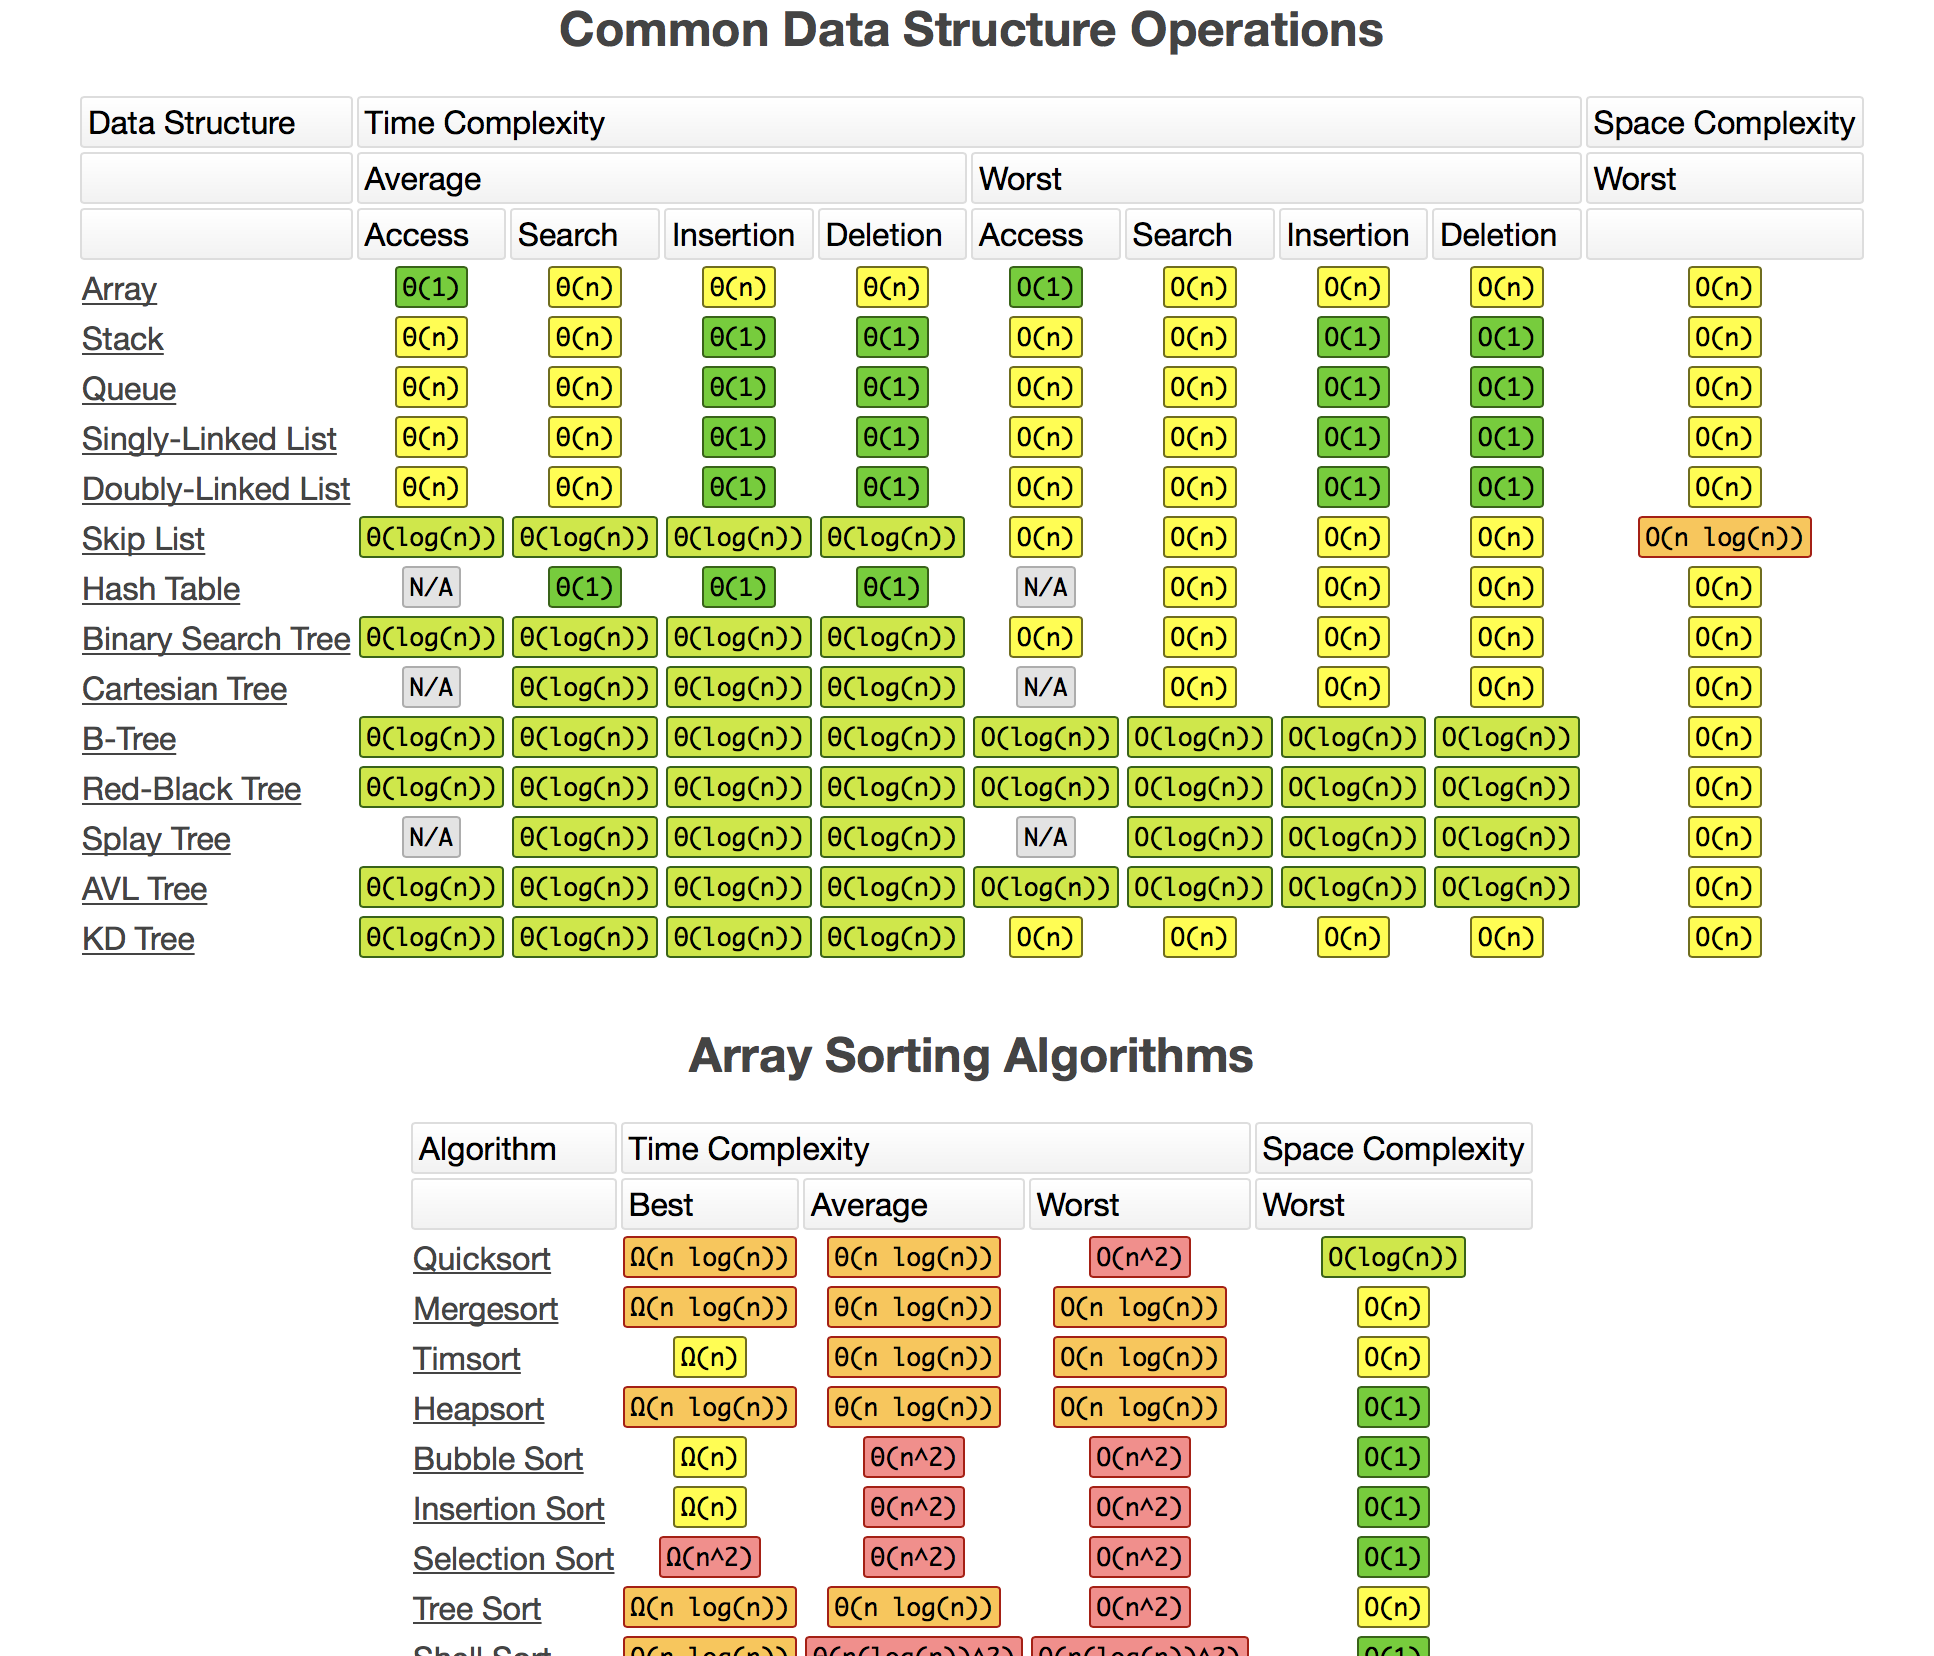 Common Data Structure Operations
Data Structure Time Complexity Space Complexity
Average Worst Worst
Access Search Insertion Deletion Access Search Insertion Deletion
Array Θ(1) Θ(n) Θ(n) Θ(n) O(1) O(n) O(n) O(n) O(n)
Stack Θ(n) Θ(n) Θ(1) Θ(1) O(n) O(n) O(1) O(1) O(n)
Queue Θ(n) Θ(n) Θ(1) Θ(1) O(n) O(n) O(1) O(1) O(n)
Singly-Linked List Θ(n) Θ(n) Θ(1) Θ(1) O(n) O(n) O(1) O(1) O(n)
Doubly-Linked List Θ(n) Θ(n) Θ(1) Θ(1) O(n) O(n) O(1) O(1) O(n)
Skip List Θ(log(n)) Θ(log(n)) Θ(log(n)) Θ(log(n)) O(n) O(n) O(n) O(n) O(n log(n))
Hash Table N/A Θ(1) Θ(1) Θ(1) N/A O(n) O(n) O(n) O(n)
Binary Search Tree Θ(log(n)) Θ(log(n)) Θ(log(n)) Θ(log(n)) O(n) O(n) O(n) O(n) O(n)
Cartesian Tree N/A Θ(log(n)) Θ(log(n)) Θ(log(n)) N/A O(n) O(n) O(n) O(n)
B-Tree Θ(log(n)) Θ(log(n)) Θ(log(n)) Θ(log(n)) O(log(n)) O(log(n)) O(log(n)) O(log(n)) O(n)
Red-Black Tree Θ(log(n)) Θ(log(n)) Θ(log(n)) Θ(log(n)) O(log(n)) O(log(n)) O(log(n)) O(log(n)) O(n)
Splay Tree N/A Θ(log(n)) Θ(log(n)) Θ(log(n)) N/A O(log(n)) O(log(n)) O(log(n)) O(n)
AVL Tree Θ(log(n)) Θ(log(n)) Θ(log(n)) Θ(log(n)) O(log(n)) O(log(n)) O(log(n)) O(log(n)) O(n)
KD Tree Θ(log(n)) Θ(log(n)) Θ(log(n)) Θ(log(n)) O(n) O(n) O(n) O(n) O(n)
Array Sorting Algorithms
Algorithm Time Complexity Space Complexity
Best Average Worst Worst
Quicksort Ω(n log(n)) Θ(n log(n)) O(n^2) O(log(n))
Mergesort Ω(n log(n)) Θ(n log(n)) O(n log(n)) O(n)
Timsort Ω(n) Θ(n log(n)) O(n log(n)) O(n)
Heapsort Ω(n log(n)) Θ(n log(n)) O(n log(n)) O(1)
Bubble Sort Ω(n) Θ(n^2) O(n^2) O(1)
Insertion Sort Ω(n) Θ(n^2) O(n^2) O(1)
Selection Sort Ω(n^2) Θ(n^2) O(n^2) O(1)
Tree Sort Ω(n log(n)) Θ(n log(n)) O(n^2) O(n)
Shell Sort Ω(n log(n)) Θ(n(log(n))^2) O(n(log(n))^2) O(1)